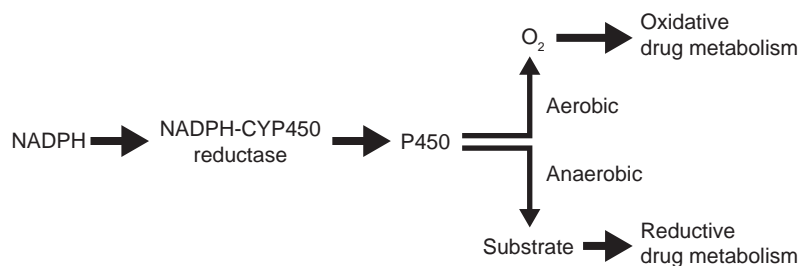 NADPH
NADPH-CYP450
reductase
P450
O₂
Oxidative
drug metabolism
Aerobic
Anaerobic
Substrate
Reductive
drug metabolism